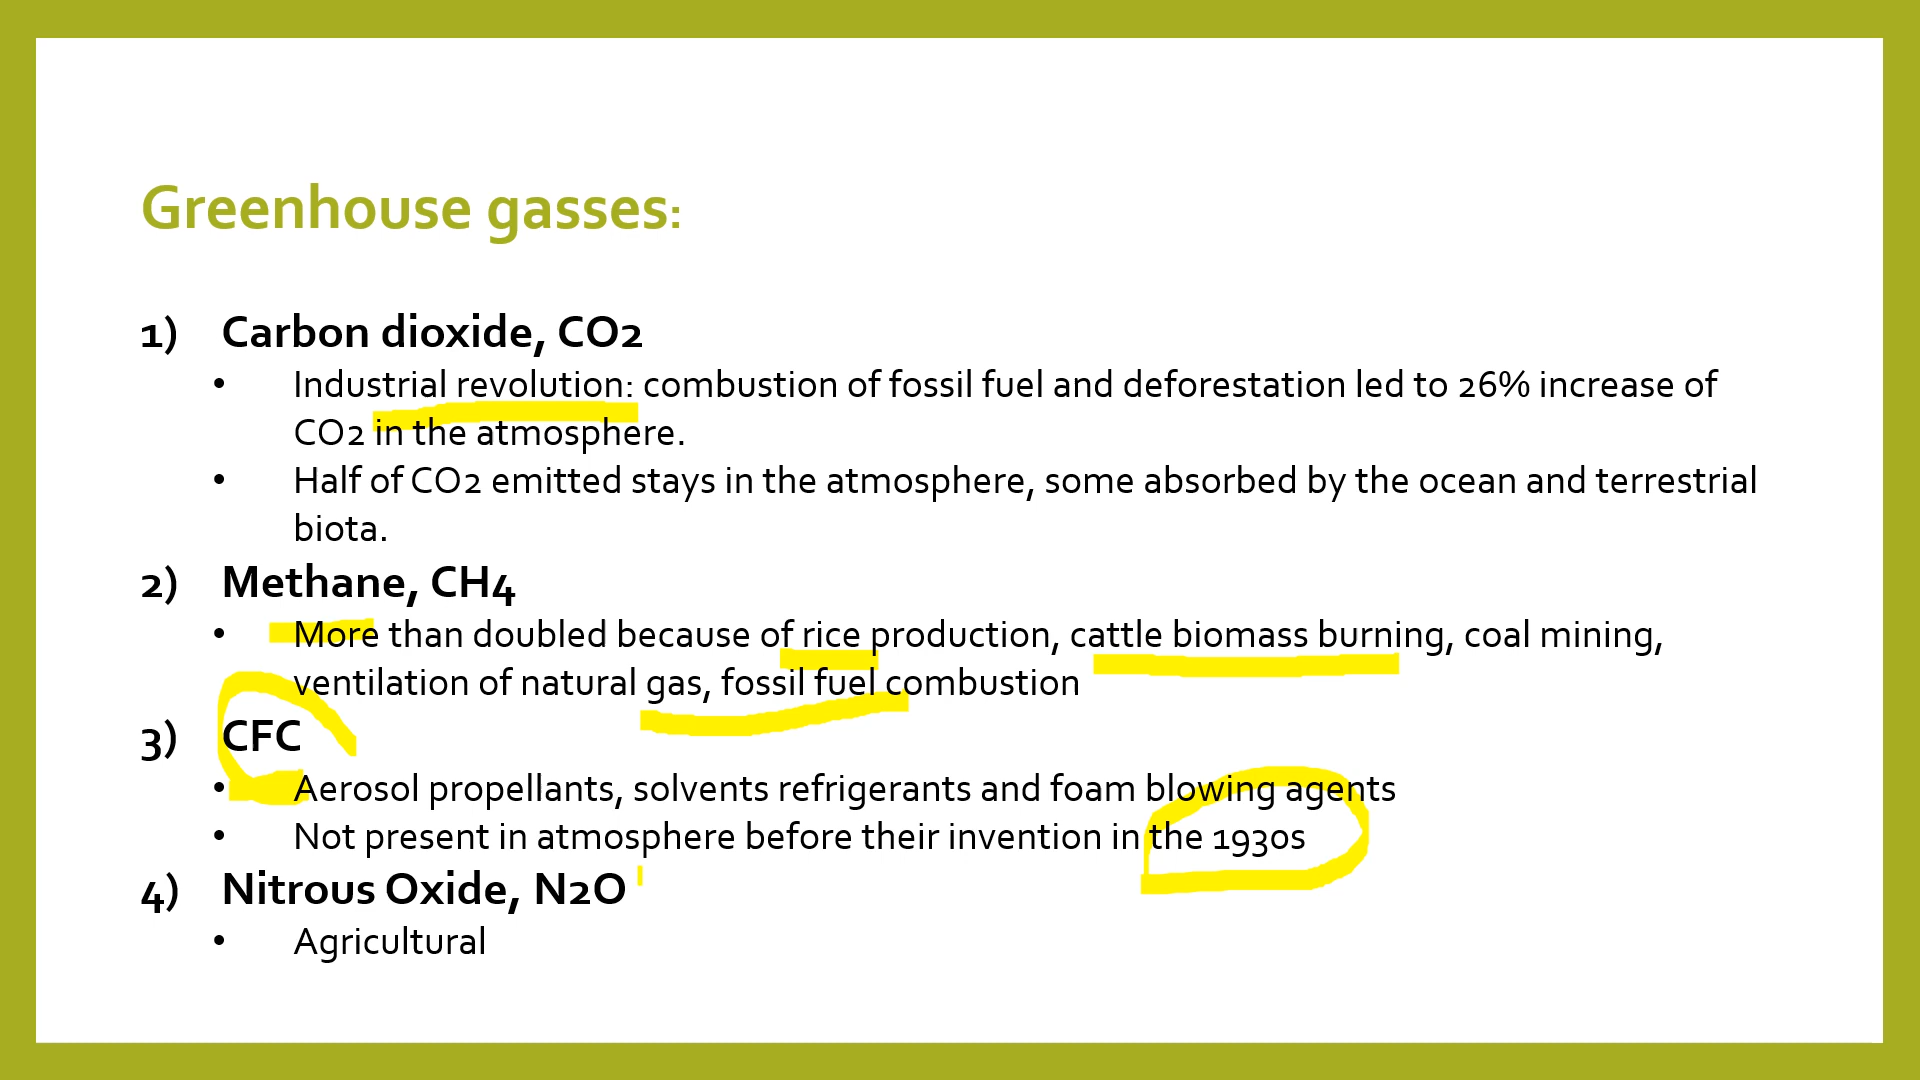 Greenhouse gasses:
1) Carbon dioxide, CO2
• Industrial revolution: combustion of fossil fuel and deforestation led to 26% increase of
CO2 in the atmosphere.
• Half of CO2 emitted stays in the atmosphere, some absorbed by the ocean and terrestrial
biota.
2) Methane, CH4
• More than doubled because of rice production, cattle biomass burning, coal mining,
ventilation of natural gas, fossil fuel combustion
3) CFC
• Aerosol propellants, solvents refrigerants and foam blowing agents
• Not present in atmosphere before their invention in the 1930s
4) Nitrous Oxide, N2O
• Agricultural